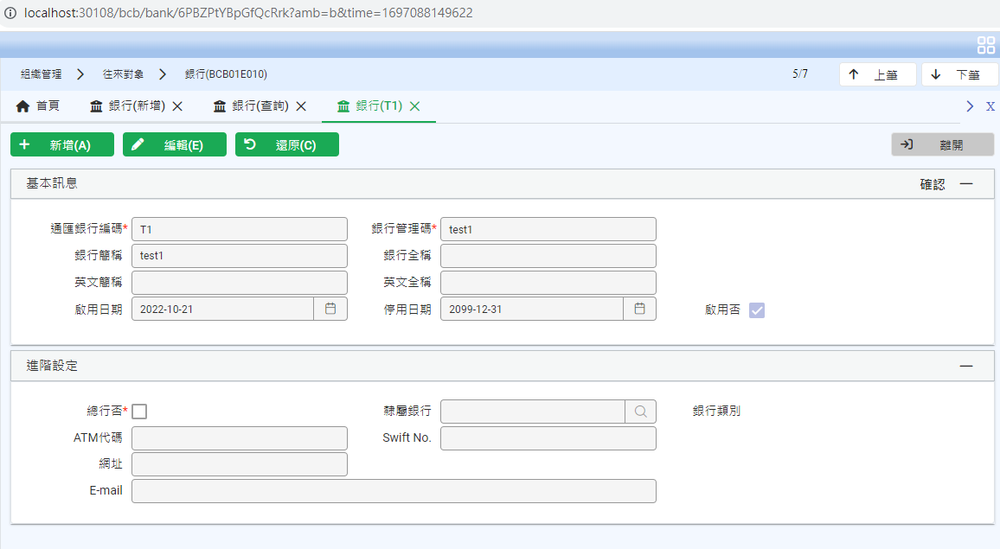 localhost:30108/bcb/bank/6PBZPtYBpGfQcRrk?amb=b&time=1697088149622
組織管理 往來對象 銀行(BCB01E010) 5/7 上筆 下筆
首頁 銀行(新增) 銀行(查詢) 銀行(T1) X
新增(A) 編輯(E) 還原(C) 離開
基本訊息 確認
通匯銀行編碼* T1 銀行管理碼* test1
銀行簡稱 test1 銀行全稱
英文簡稱 英文全稱
啟用日期 2022-10-21 停用日期 2099-12-31 啟用否
進階設定
總行否* 隸屬銀行 銀行類別
ATM代碼 Swift No.
網址
E-mail